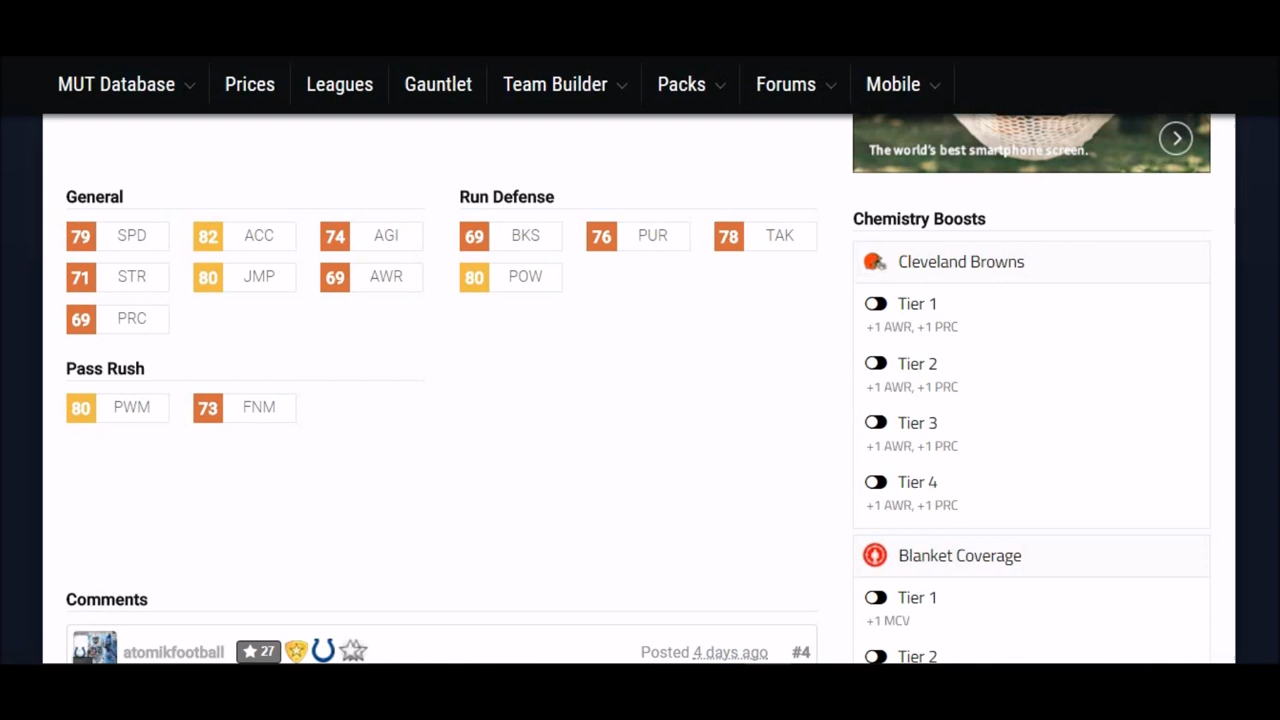 MUT Database Prices Leagues Gauntlet Team Builder Packs Forums Mobile
The world's best smartphone screen.
General
79 SPD 82 ACC 74 AGI
71 STR 80 JMP 69 AWR
69 PRC
Pass Rush
80 PWM 73 FNM
Run Defense
69 BKS 76 PUR 78 TAK
80 POW
Chemistry Boosts
Cleveland Browns
Tier 1
+1 AWR, +1 PRC
Tier 2
+1 AWR, +1 PRC
Tier 3
+1 AWR, +1 PRC
Tier 4
+1 AWR, +1 PRC
Blanket Coverage
Tier 1
+1 MCV
Tier 2
Comments
atomikfootball 27 Posted 4 days ago #4